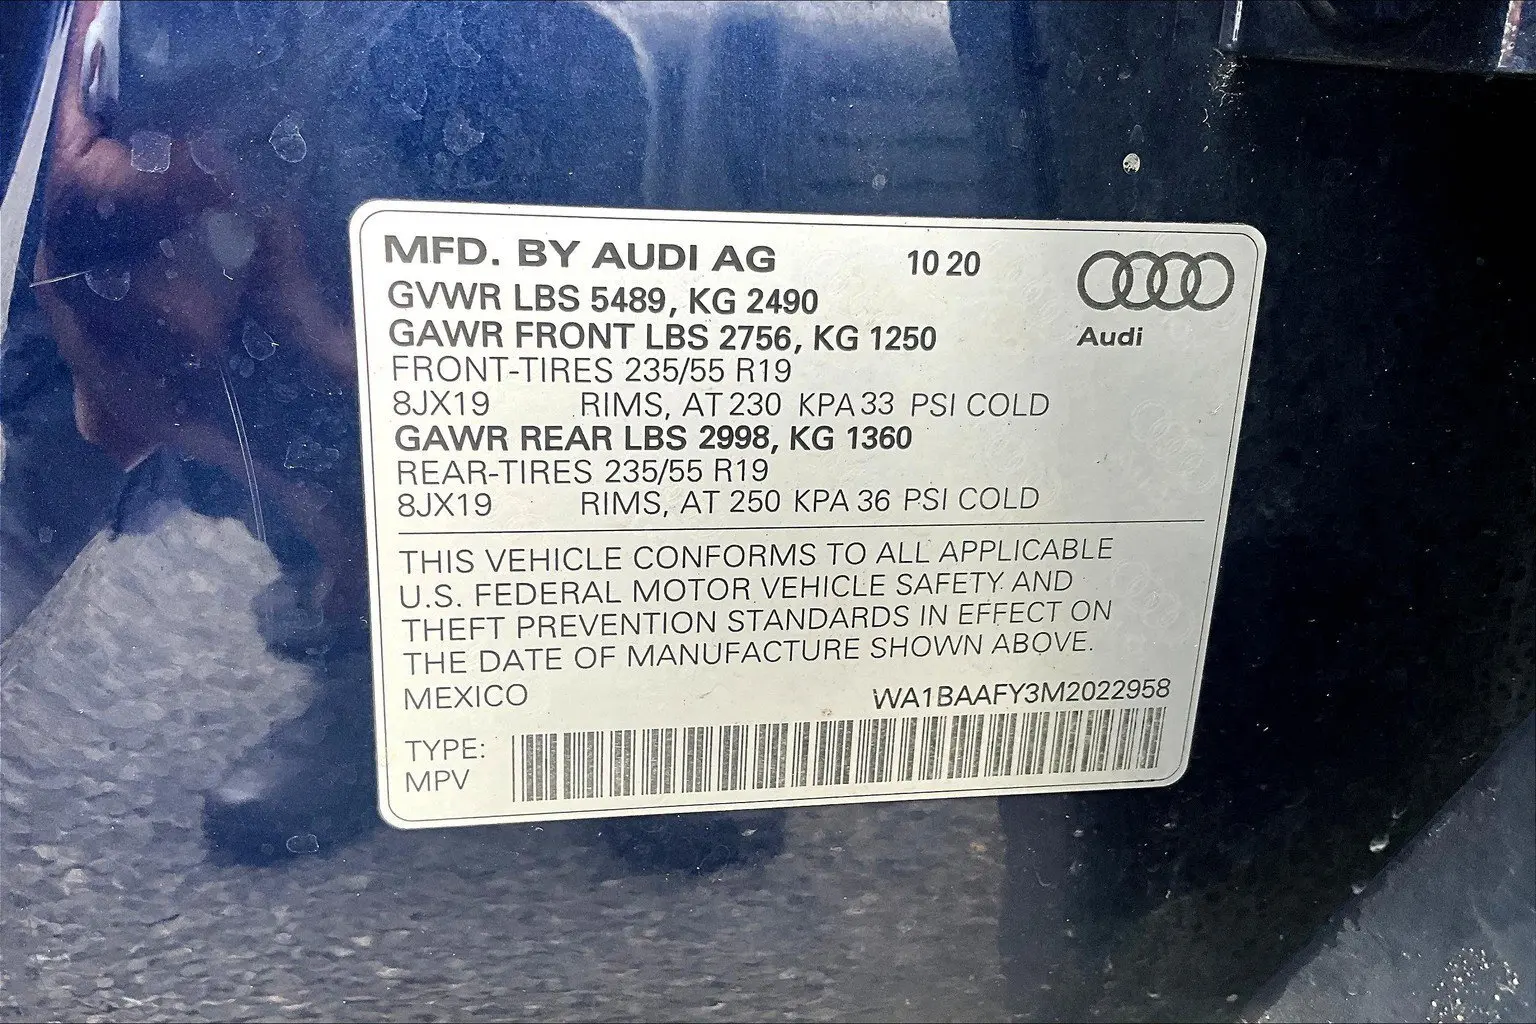 MFD. BY AUDI AG 10 20
GVWR LBS 5489, KG 2490
GAWR FRONT LBS 2756, KG 1250
Audi
FRONT-TIRES 235/55 R19
8JX19 RIMS, AT 230 KPA 33 PSI COLD
GAWR REAR LBS 2998, KG 1360
REAR-TIRES 235/55 R19
8JX19 RIMS, AT 250 KPA 36 PSI COLD
THIS VEHICLE CONFORMS TO ALL APPLICABLE
U.S. FEDERAL MOTOR VEHICLE SAFETY AND
THEFT PREVENTION STANDARDS IN EFFECT ON
THE DATE OF MANUFACTURE SHOWN ABOVE.
MEXICO WA1BAAFY3M2022958
TYPE:
MPV